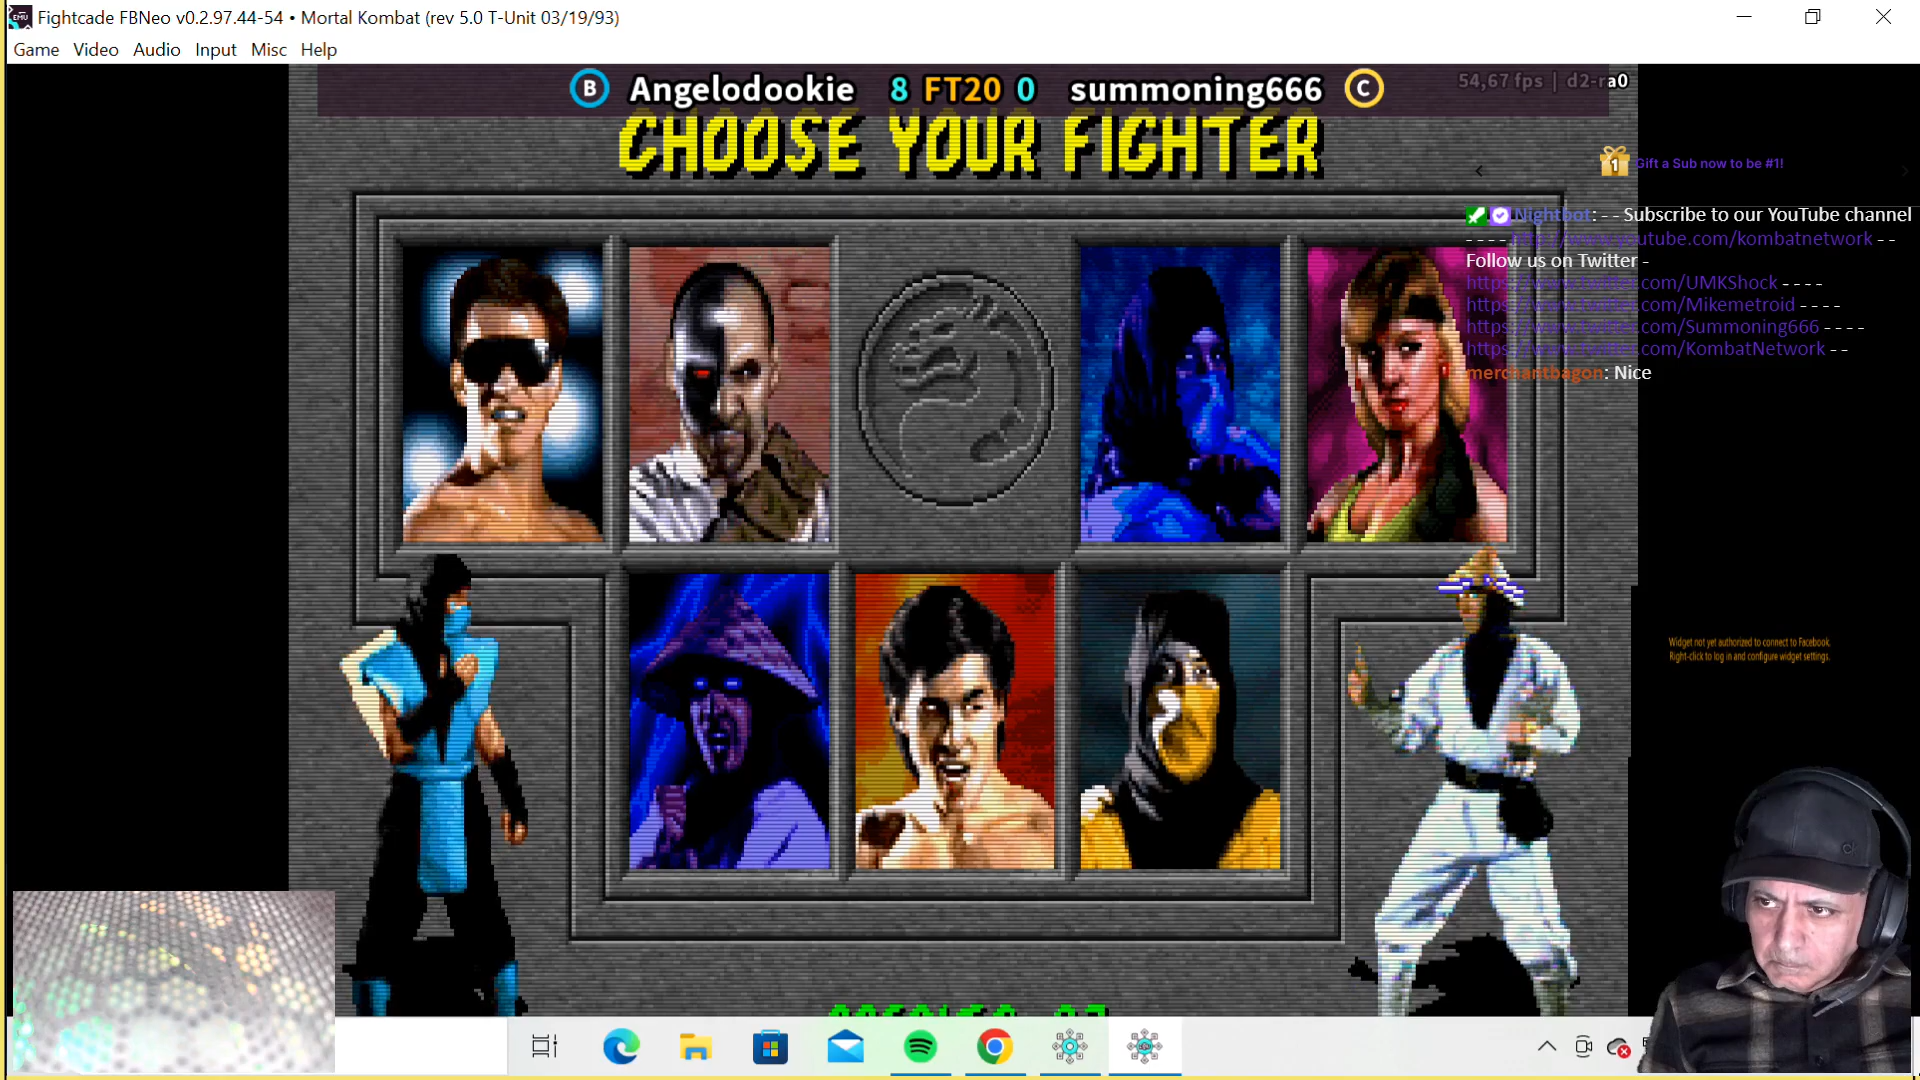 Fightcade FBNeo v0.2.97.44-54 • Mortal Kombat (rev 5.0 T-Unit 03/19/93)
Game Video Audio Input Misc Help
B Angelodookie 8 FT20 0 summoning666 C
54,67 fps | d2-ra0
CHOOSE YOUR FIGHTER
1 Gift a Sub now to be #1!
Nightbot: - - Subscribe to our YouTube channel
- - - - http://www.youtube.com/kombatnetwork - -
Follow us on Twitter -
https://www.twitter.com/UMKShock - - - -
https://www.twitter.com/Mikemetroid - - - -
https://www.twitter.com/Summoning666 - - - -
https://www.twitter.com/KombatNetwork - -
merchantbagon: Nice
Widget not yet authorized to connect to Facebook.
Right-click to log in and configure widget settings.